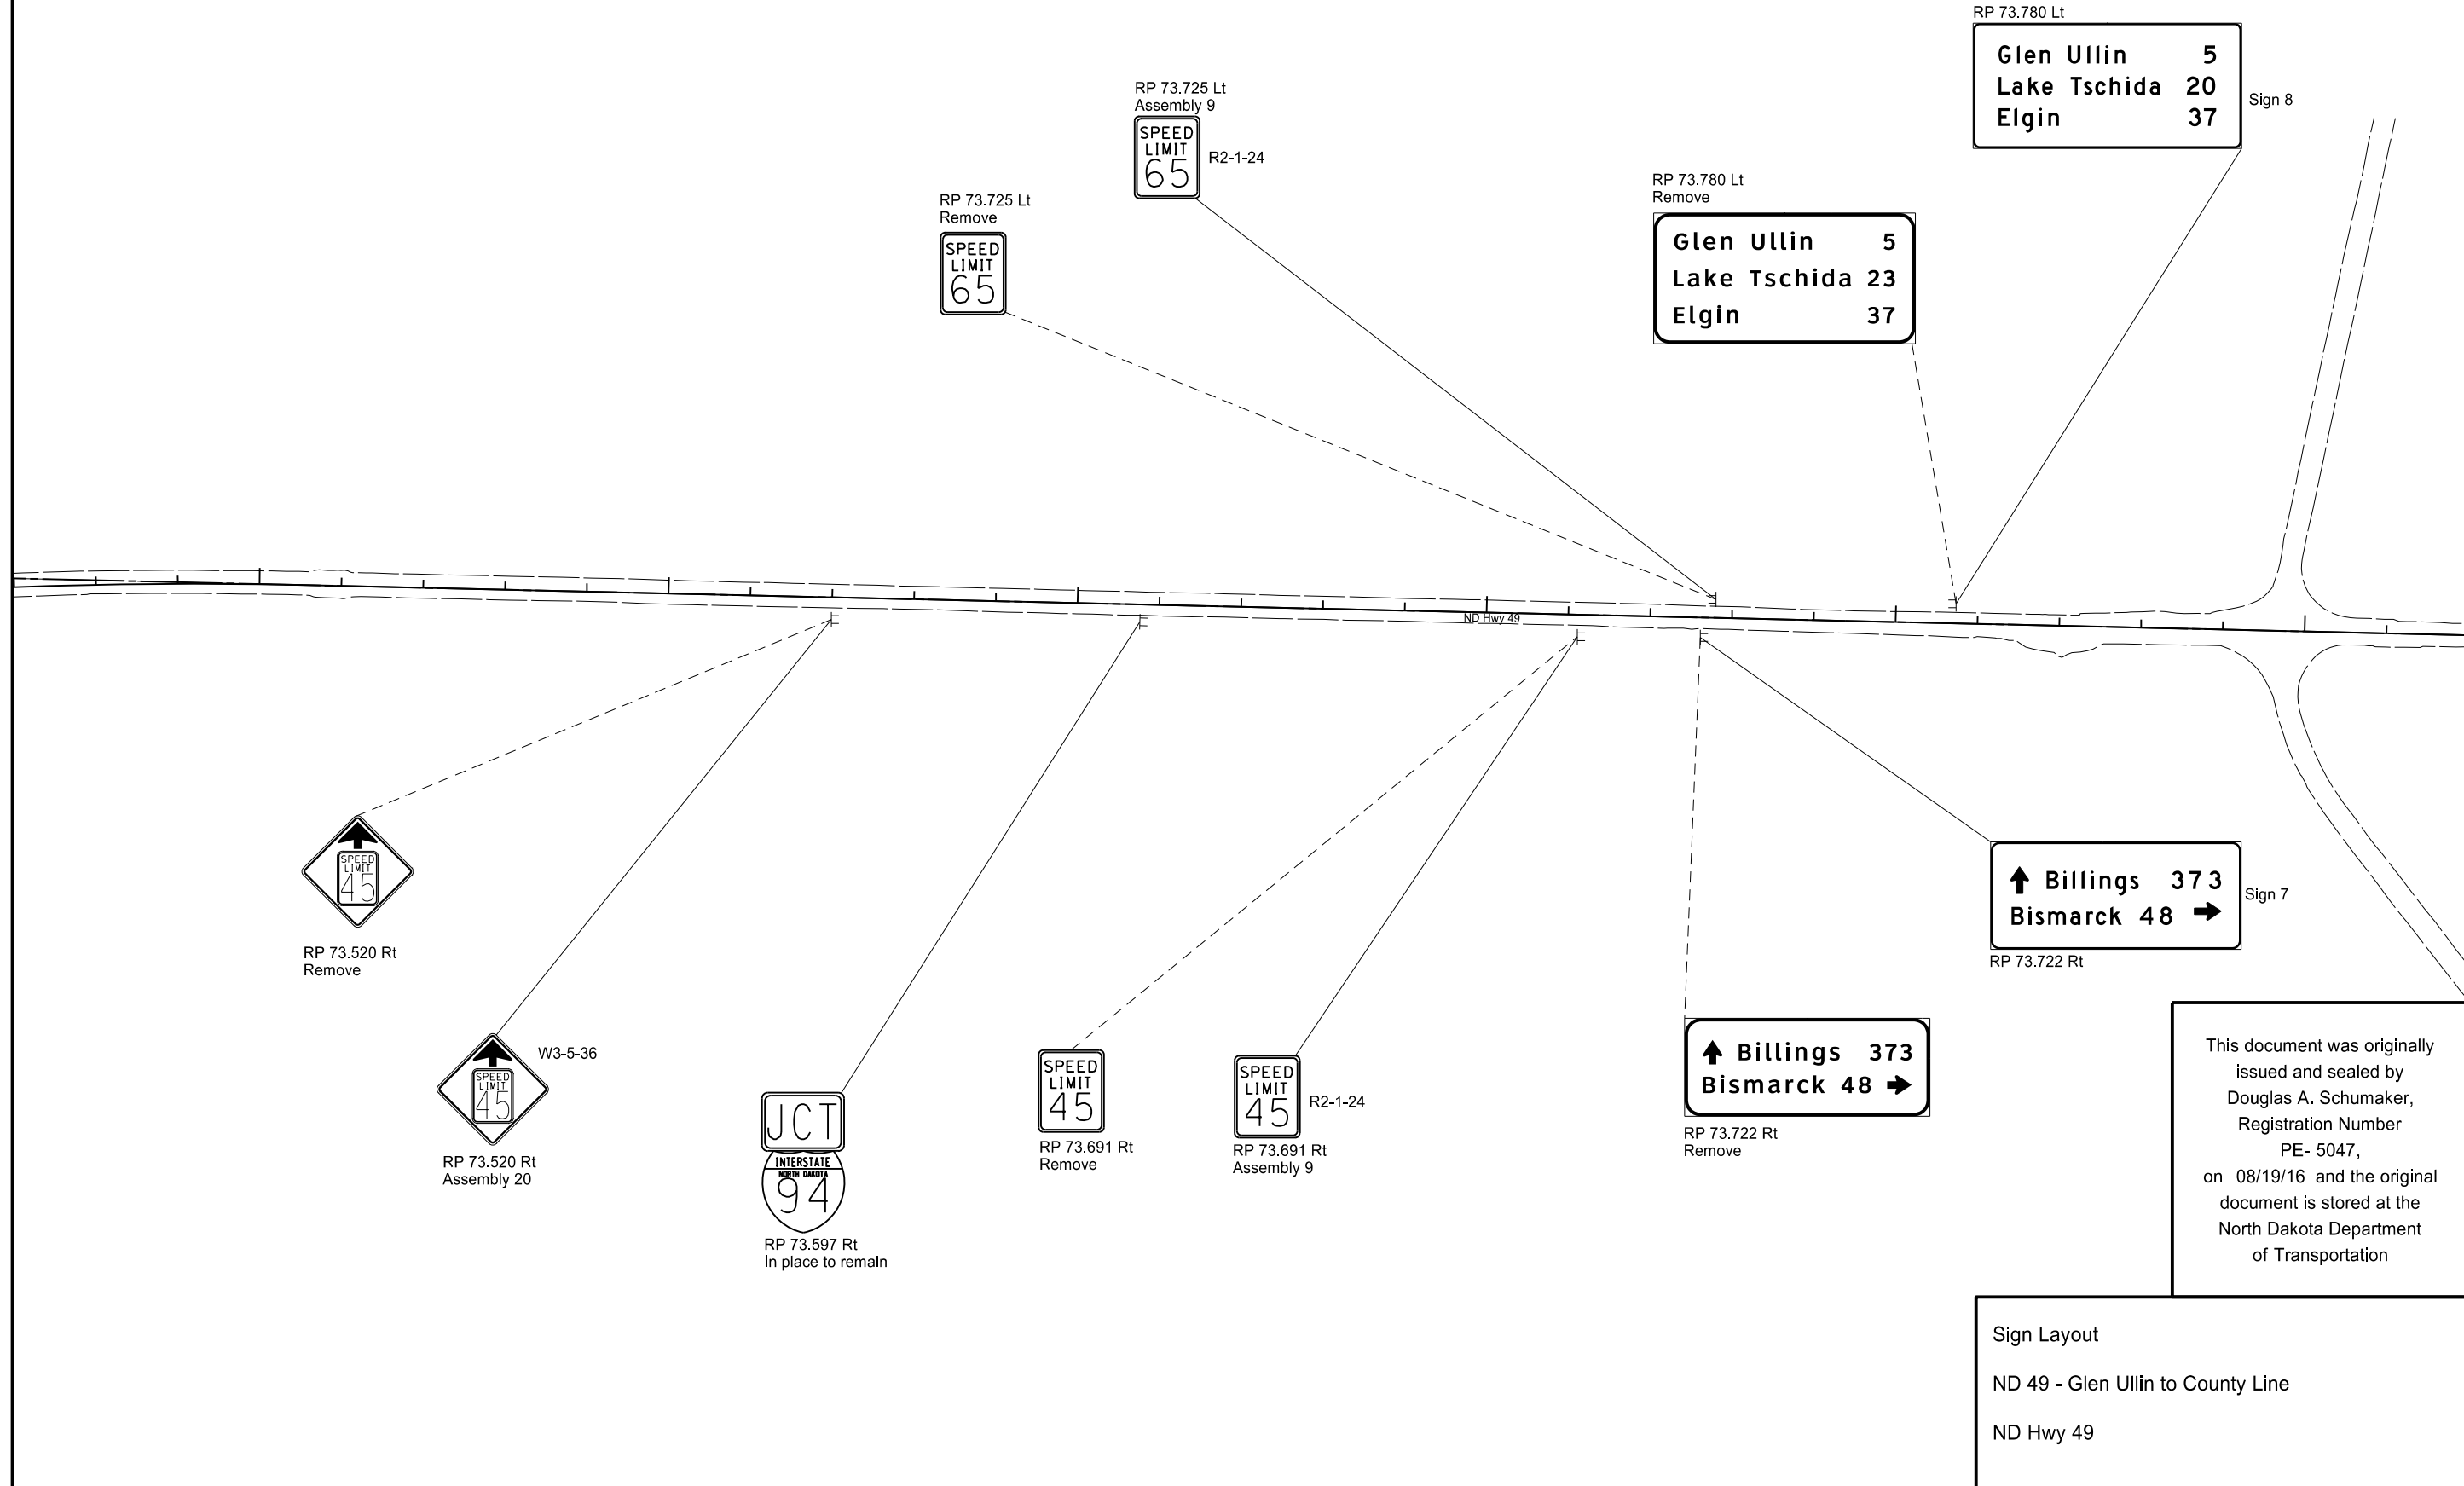 RP 73.780 Lt
Glen Ullin 5
Lake Tschida 20
Elgin 37
Sign 8
RP 73.725 Lt
Assembly 9
SPEED
LIMIT
65
R2-1-24
RP 73.725 Lt
Remove
SPEED
LIMIT
65
RP 73.780 Lt
Remove
Glen Ullin 5
Lake Tschida 23
Elgin 37
ND Hwy 49
SPEED
LIMIT
45
RP 73.520 Rt
Remove
W3-5-36
SPEED
LIMIT
45
RP 73.520 Rt
Assembly 20
JCT
INTERSTATE
NORTH DAKOTA
94
RP 73.597 Rt
In place to remain
SPEED
LIMIT
45
RP 73.691 Rt
Remove
SPEED
LIMIT
45
R2-1-24
RP 73.691 Rt
Assembly 9
Billings 373
Bismarck 48
RP 73.722 Rt
Remove
Billings 373
Bismarck 48
Sign 7
RP 73.722 Rt
This document was originally
issued and sealed by
Douglas A. Schumaker,
Registration Number
PE- 5047,
on 08/19/16 and the original
document is stored at the
North Dakota Department
of Transportation
Sign Layout
ND 49 - Glen Ullin to County Line
ND Hwy 49